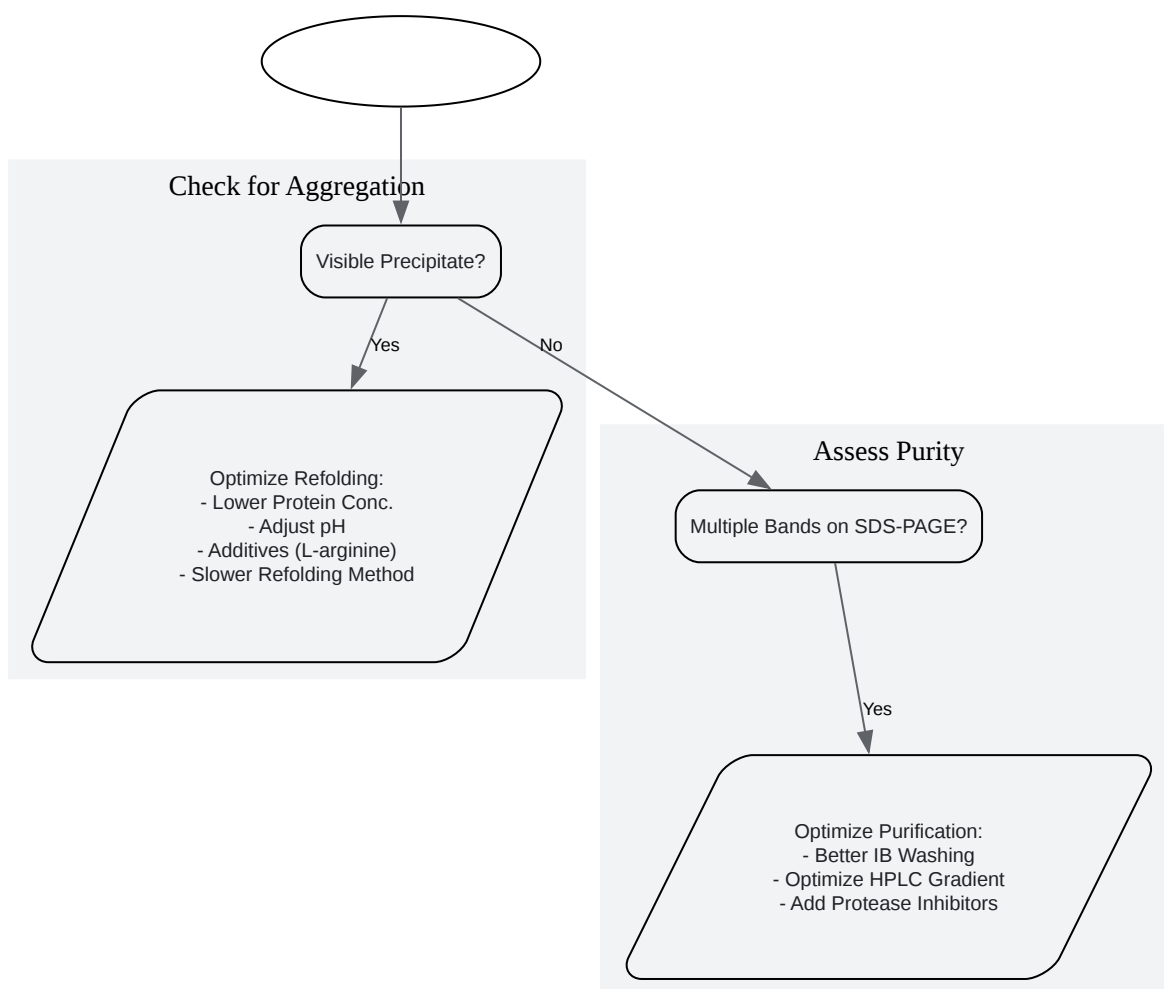 Check for Aggregation
Visible Precipitate?
Yes
No
Optimize Refolding:
- Lower Protein Conc.
- Adjust pH
- Additives (L-arginine)
- Slower Refolding Method
Assess Purity
Multiple Bands on SDS-PAGE?
Yes
Optimize Purification:
- Better IB Washing
- Optimize HPLC Gradient
- Add Protease Inhibitors